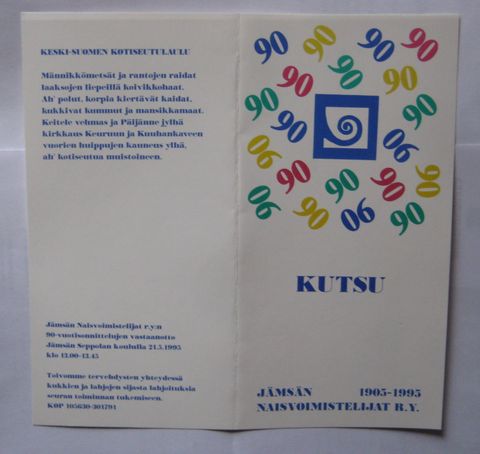 KESKI-SUOMEN KOTISEUTULAULU
Männikkömetsät ja rantojen raidat
laaksojen liepeillä koivikkohaat.
Ah' polut, korpia kiertävät kaidat,
kukkivat kummut ja mansikkamaat.
Keitele vehmas ja Päijänne jylhä
kirkkaus Keuruun ja Kuuhankaveen
vuorien huippujen kauneus ylhä,
ah' kotiseutua muistoineen.
Jämsän Naisvoimistelijat r.y:n
90-vuotisonnittelujen vastaanotto
Jämsän Seppolan koululla 21.5.1995
klo 13.00-13.45
Toivomme tervehdysten yhteydessä
kukkien ja lahjojen sijasta lahjoituksia
seuran toiminnan tukemiseen.
KOP 105630-301791
90 90 90 90
90 90
90 90
90 90
90 90
90 90 90 90
90 90 90 90
KUTSU
JÄMSÄN 1905-1995
NAISVOIMISTELIJAT R.Y.